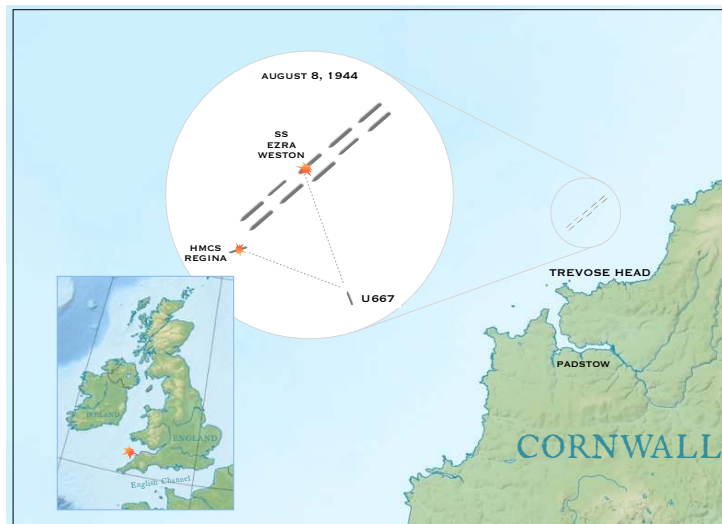 AUGUST 8, 1944
SS
EZRA
WESTON
HMCS
REGINA
U667
TREVOSE HEAD
PADSTOW
CORNWALL
IRELAND
ENGLAND
English Channel